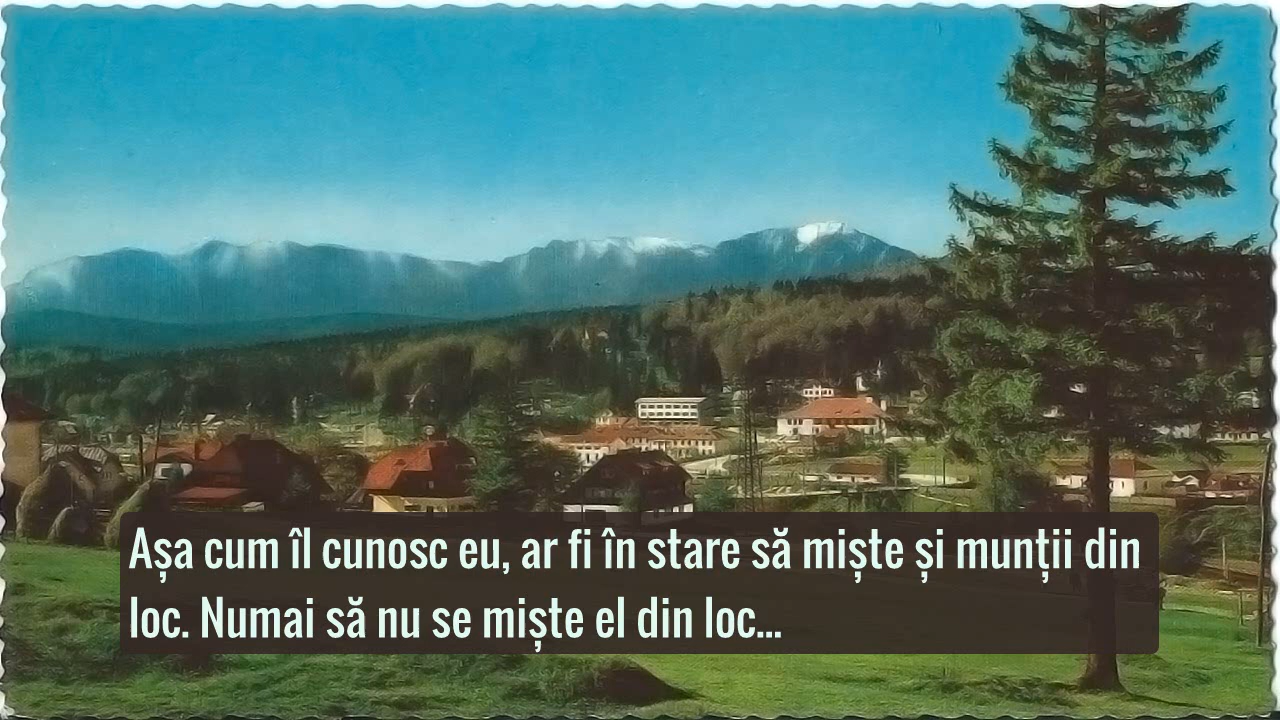 Așa cum îl cunosc eu, ar fi în stare să miște și munții din
loc. Numai să nu se miște el din loc...